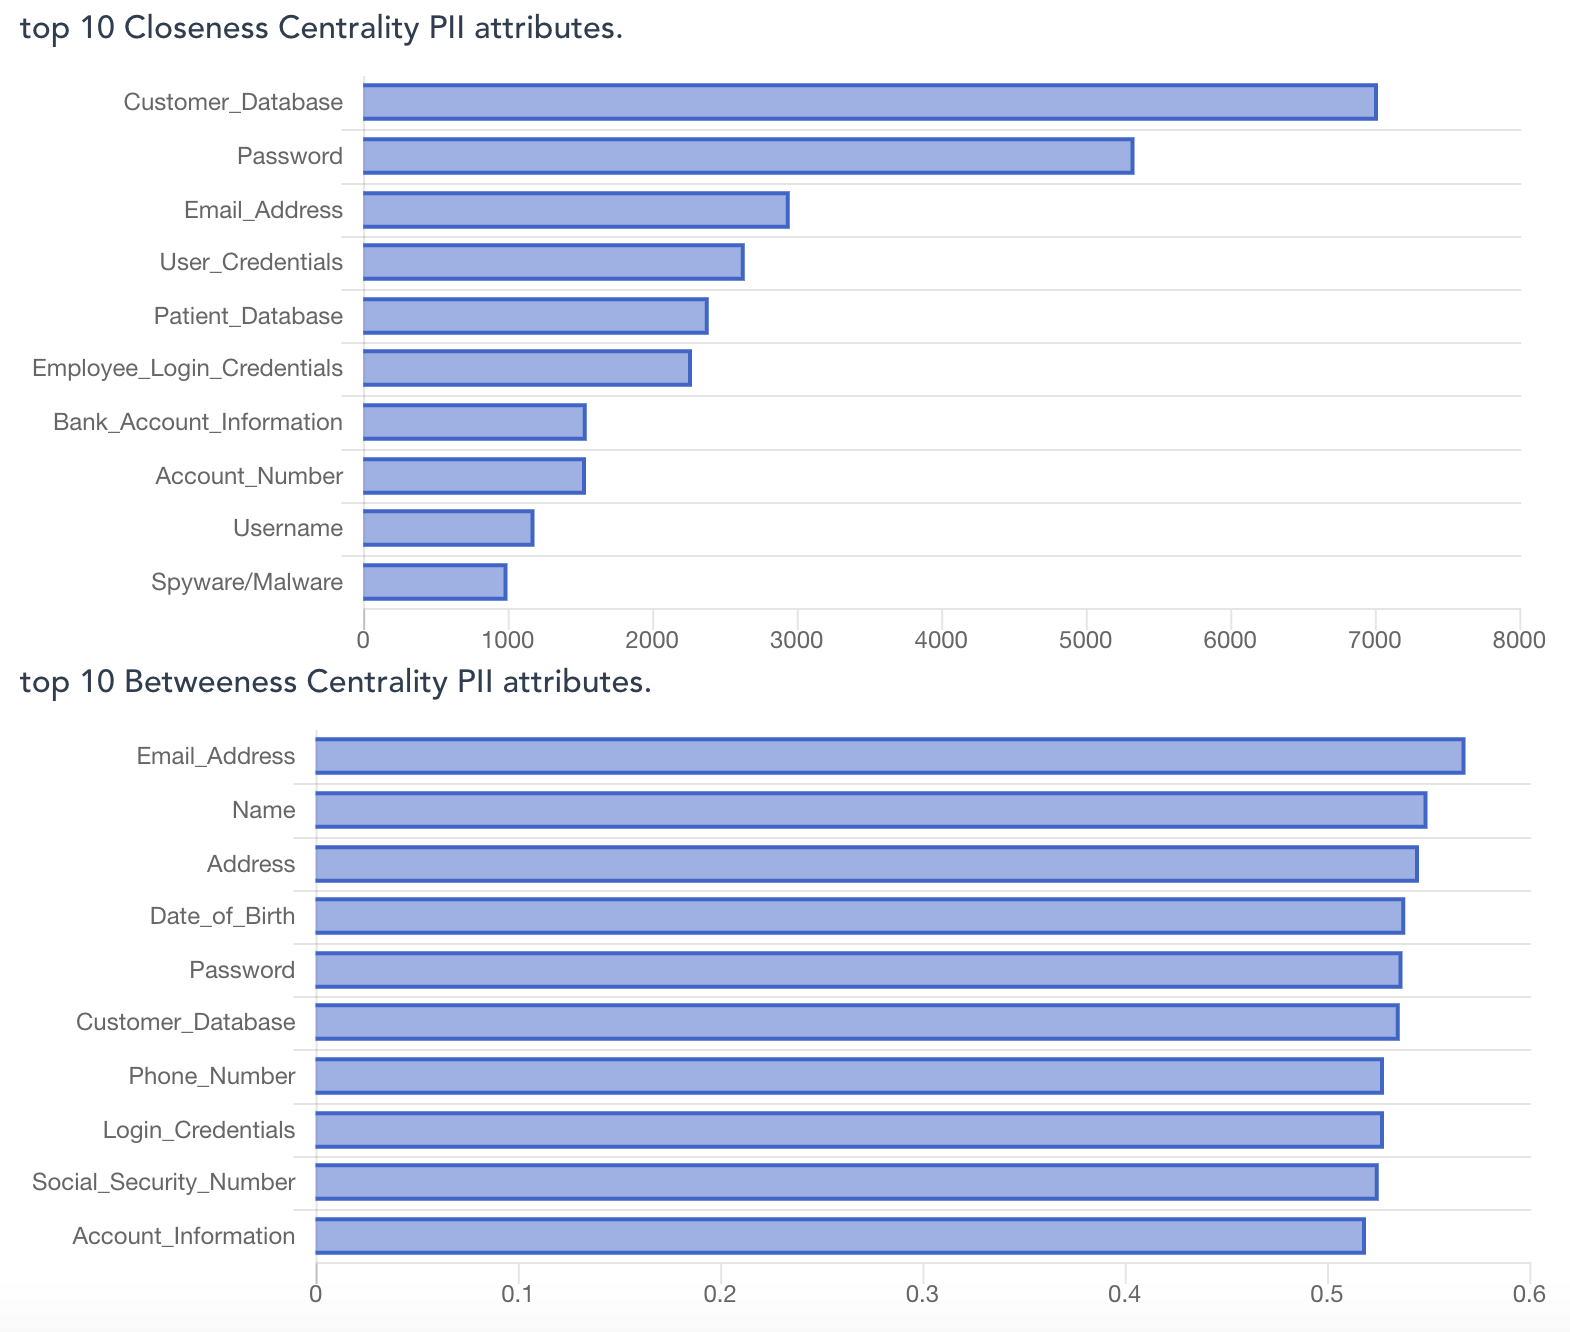 top 10 Closeness Centrality PII attributes.
Customer_Database
Password
Email_Address
User_Credentials
Patient_Database
Employee_Login_Credentials
Bank_Account_Information
Account_Number
Username
Spyware/Malware
0 1000 2000 3000 4000 5000 6000 7000 8000
top 10 Betweeness Centrality PII attributes.
Email_Address
Name
Address
Date_of_Birth
Password
Customer_Database
Phone_Number
Login_Credentials
Social_Security_Number
Account_Information
0 0.1 0.2 0.3 0.4 0.5 0.6